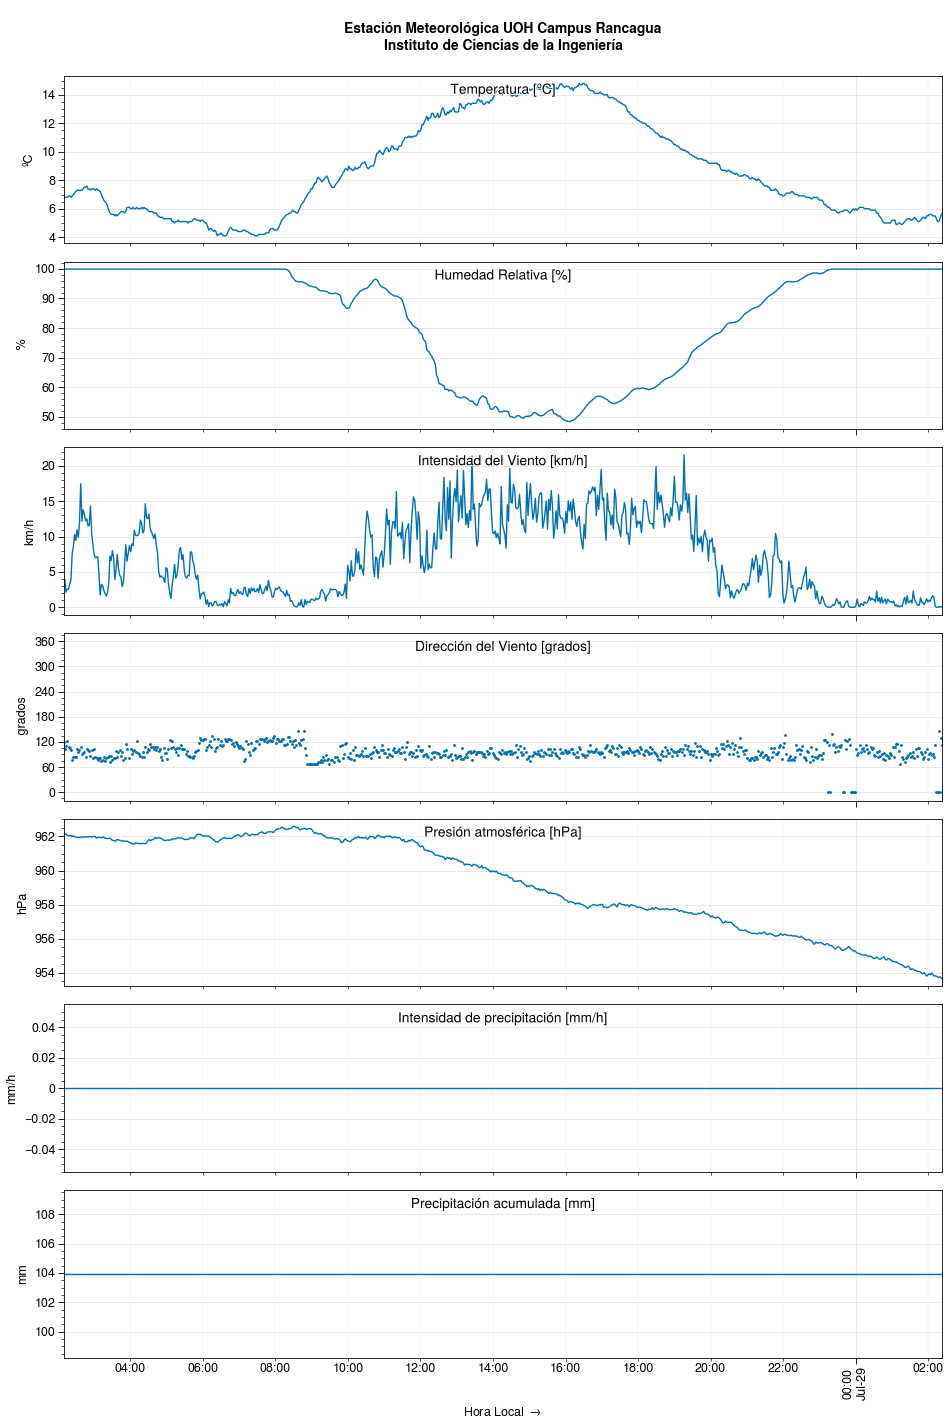 Estación Meteorológica UOH Campus Rancagua
Instituto de Ciencias de la Ingeniería
Temperatura [ºC]
14
12
10
8
6
4
ºC
Humedad Relativa [%]
100
90
80
70
60
50
%
Intensidad del Viento [km/h]
20
15
10
5
0
km/h
Dirección del Viento [grados]
360
300
240
180
120
60
0
grados
Presión atmosférica [hPa]
962
960
958
956
954
hPa
Intensidad de precipitación [mm/h]
0.04
0.02
0
−0.02
−0.04
mm/h
Precipitación acumulada [mm]
108
106
104
102
100
mm
04:00 06:00 08:00 10:00 12:00 14:00 16:00 18:00 20:00 22:00 00:00 02:00
Jul-29
Hora Local →